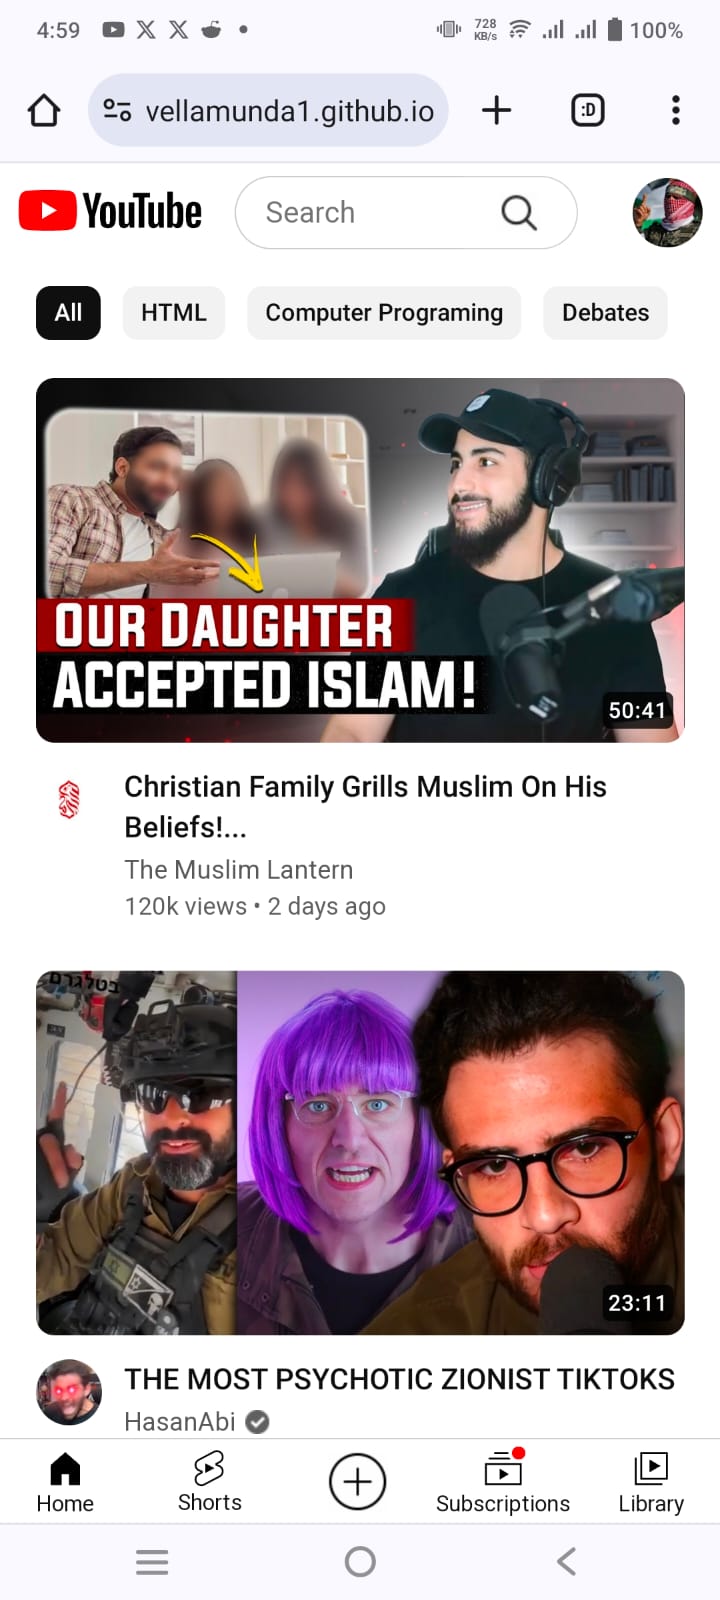 4:59
728
KB/s
100%
vellamunda1.github.io
:D
YouTube
Search
All
HTML
Computer Programing
Debates
OUR DAUGHTER
ACCEPTED ISLAM!
50:41
Christian Family Grills Muslim On His
Beliefs!...
The Muslim Lantern
120k views • 2 days ago
בטלגרם
23:11
THE MOST PSYCHOTIC ZIONIST TIKTOKS
HasanAbi
Home
Shorts
Subscriptions
Library